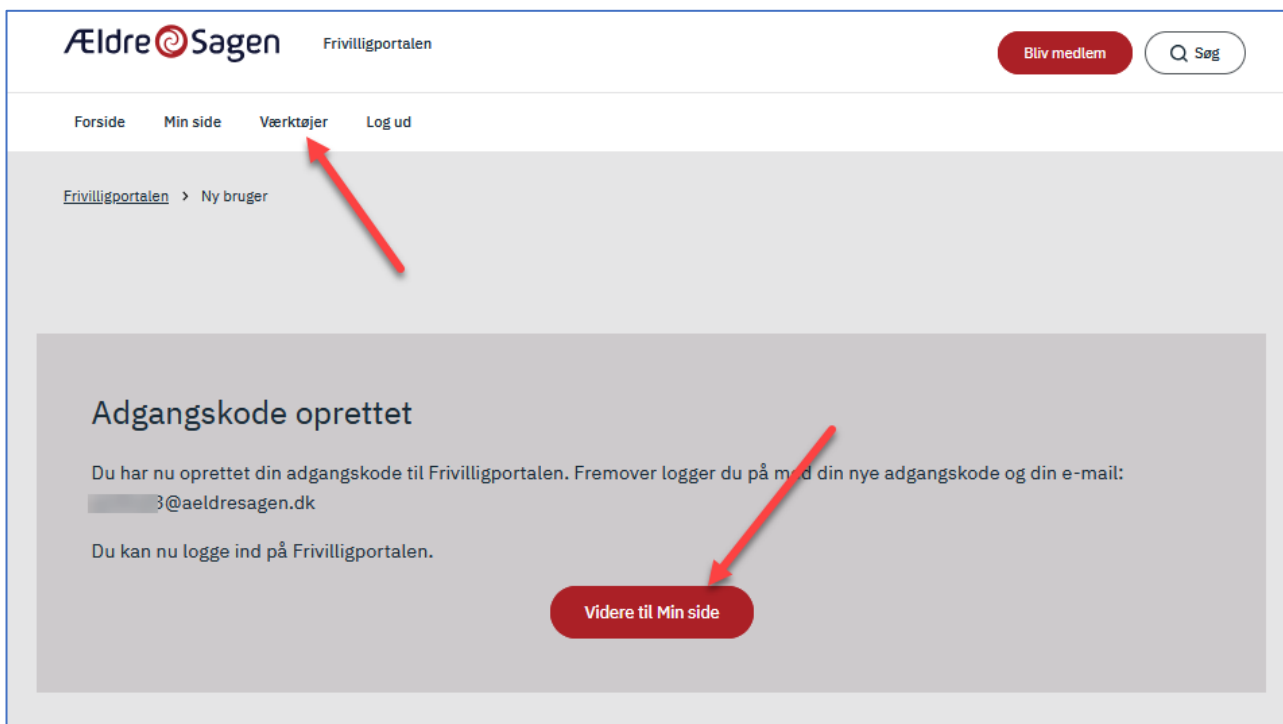 Ældre Sagen
Frivilligportalen
Bliv medlem
Søg
Forside Min side Værktøjer Log ud
Frivilligportalen > Ny bruger
Adgangskode oprettet
Du har nu oprettet din adgangskode til Frivilligportalen. Fremover logger du på med din nye adgangskode og din e-mail:
3@aeldresagen.dk
Du kan nu logge ind på Frivilligportalen.
Videre til Min side